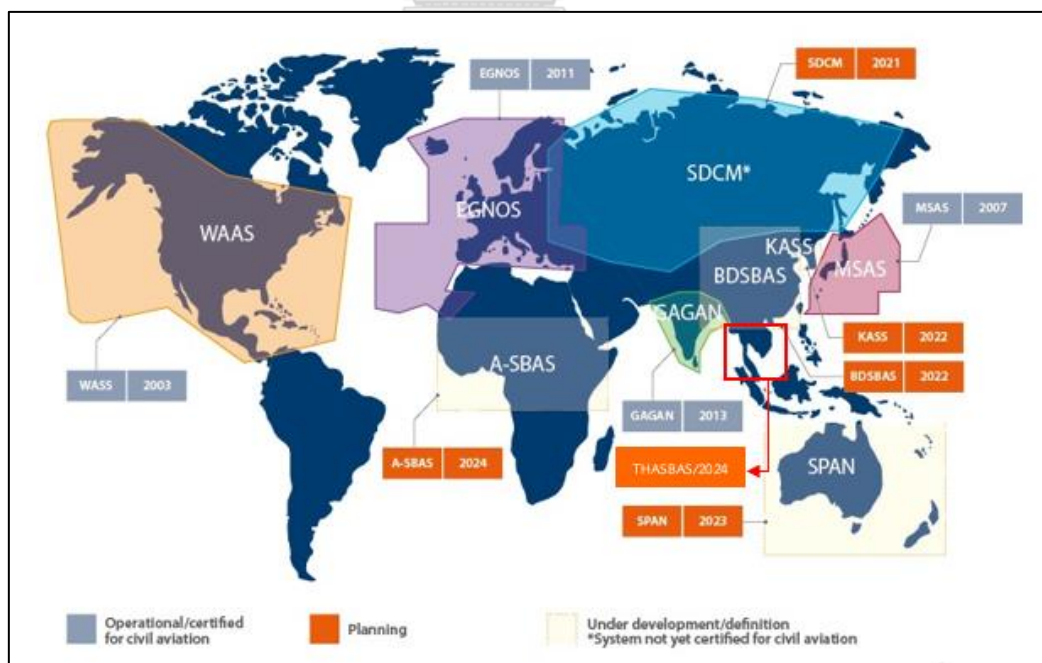 EGNOS 2011
SDCM 2021
SDCM*
MSAS 2007
WAAS
EGNOS
KASS
MSAS
BDSBAS
GAGAN
KASS 2022
A-SBAS
BDSBAS 2022
WASS 2003
GAGAN 2013
A-SBAS 2024
THASBAS/2024
SPAN
SPAN 2023
Operational/certified
for civil aviation
Planning
Under development/definition
*System not yet certified for civil aviation